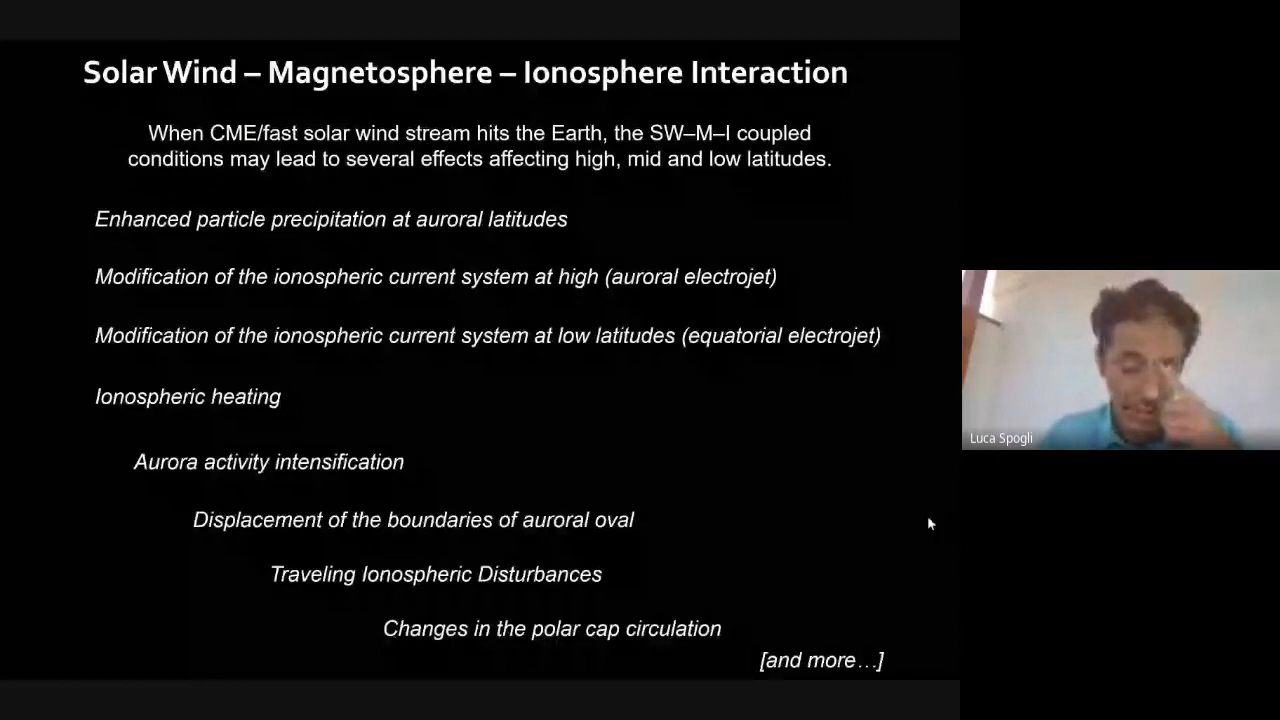 Solar Wind – Magnetosphere – Ionosphere Interaction
When CME/fast solar wind stream hits the Earth, the SW–M–I coupled
conditions may lead to several effects affecting high, mid and low latitudes.
Enhanced particle precipitation at auroral latitudes
Modification of the ionospheric current system at high (auroral electrojet)
Modification of the ionospheric current system at low latitudes (equatorial electrojet)
Ionospheric heating
Luca Spogli
Aurora activity intensification
Displacement of the boundaries of auroral oval
Traveling Ionospheric Disturbances
Changes in the polar cap circulation
[and more…]